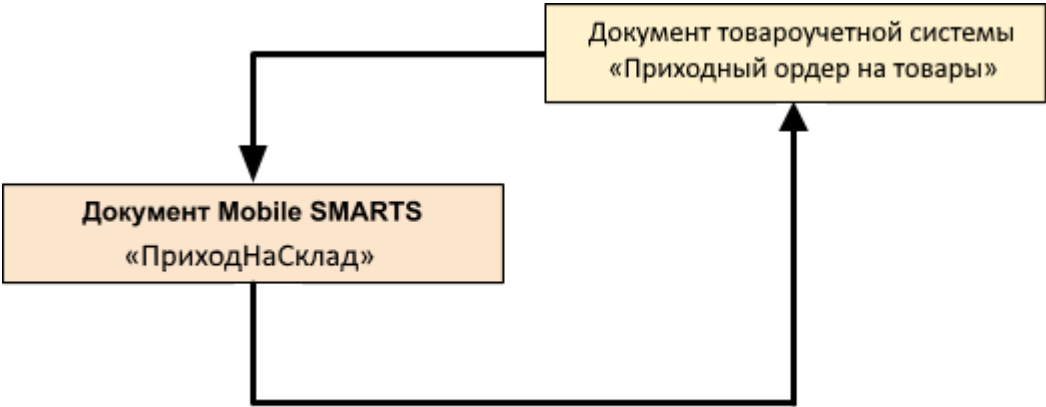 Документ товароучетной системы
«Приходный ордер на товары»
Документ Mobile SMARTS
«ПриходНаСклад»